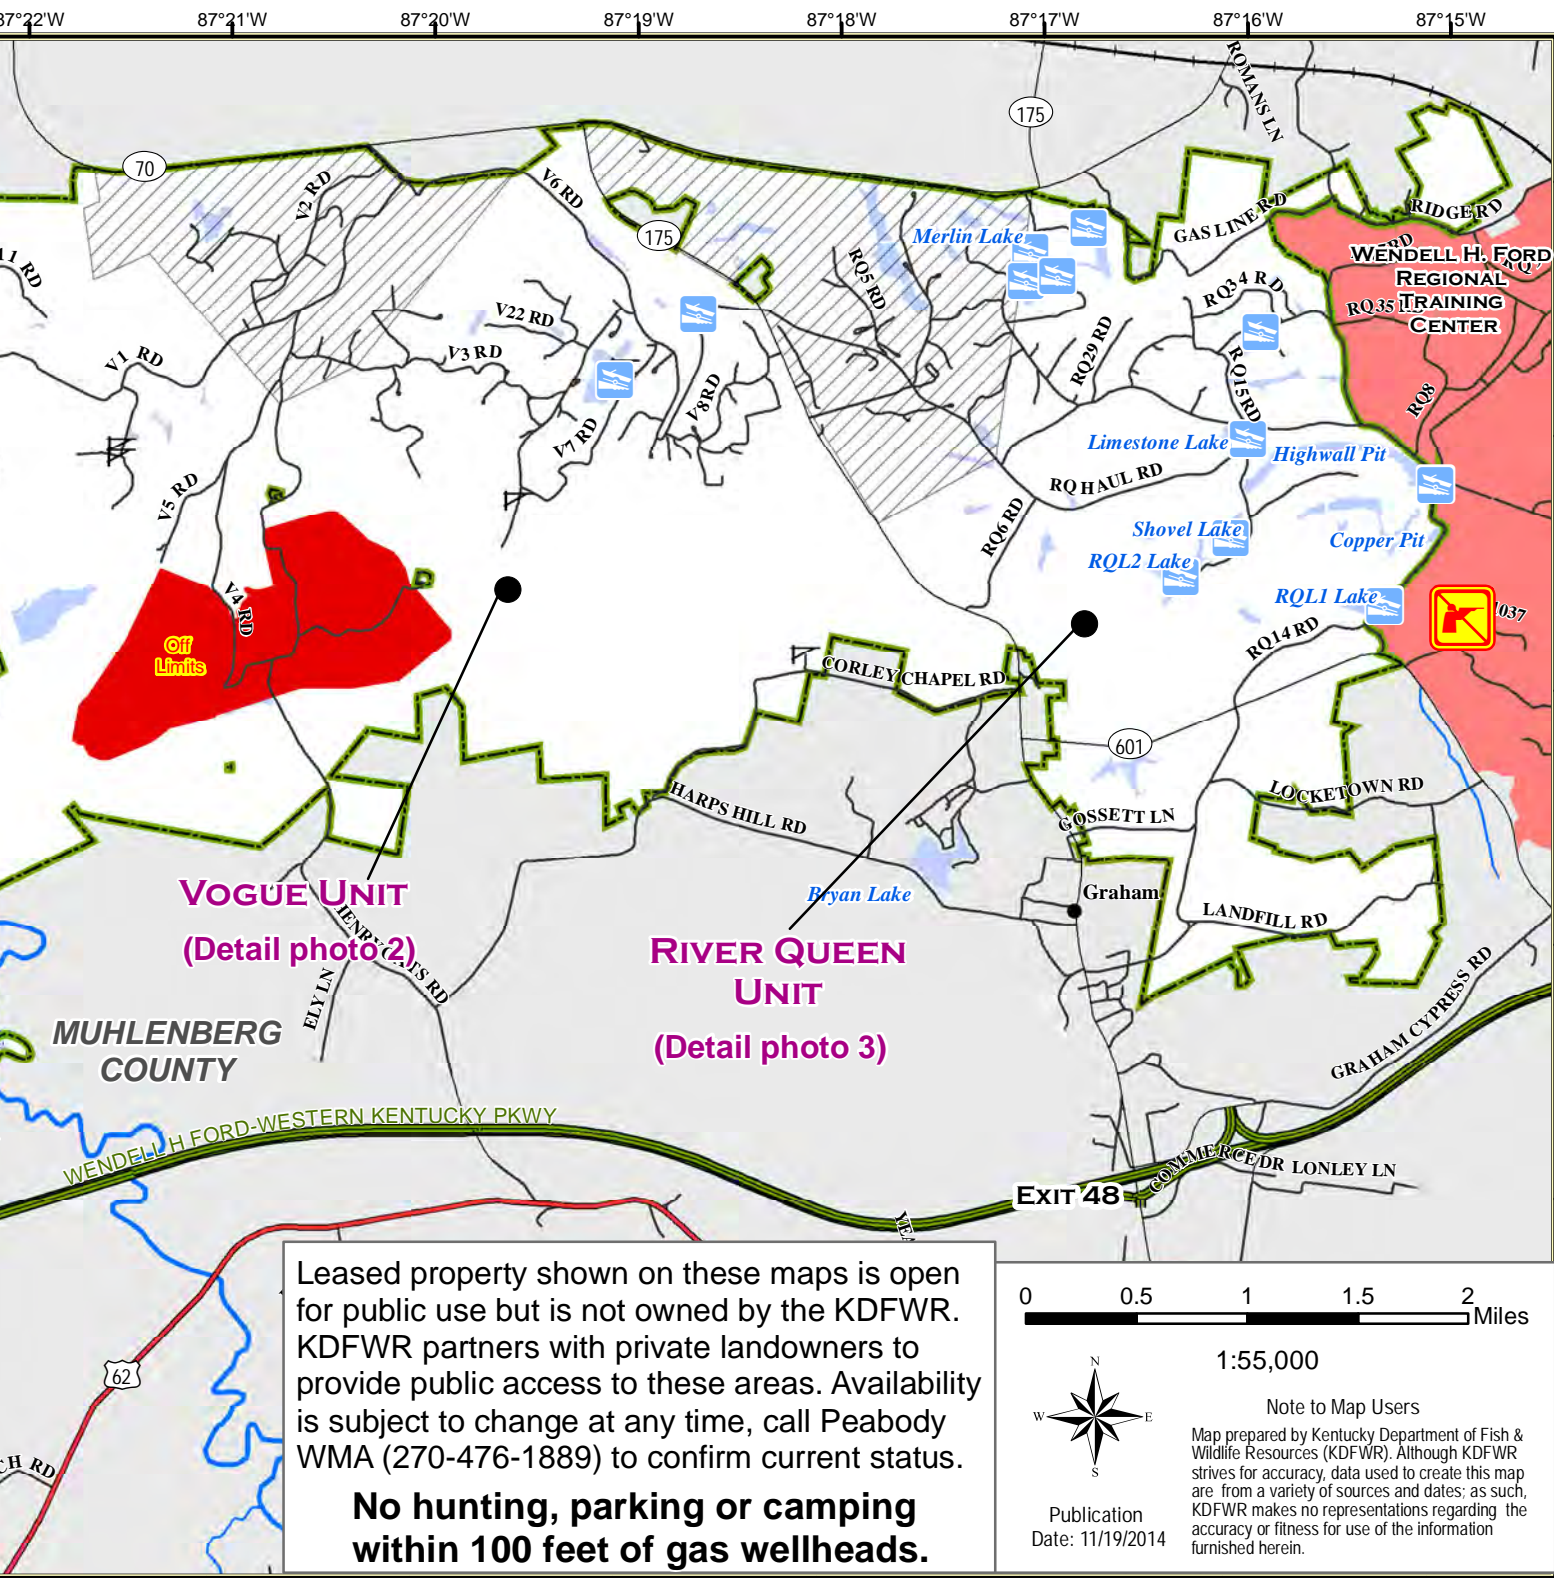 87°22'W 87°21'W 87°20'W 87°19'W 87°18'W 87°17'W 87°16'W 87°15'W
ROMANS LN
175
70
V2 RD
V6 RD
175
Merlin Lake
GAS LINE RD
RIDGE RD
WENDELL H. FORD
REGIONAL
TRAINING
CENTER
A1 RD
RQ5 RD
RQ34 RD
RQ35
V22 RD
V3 RD
V1 RD
RQ29 RD
RQ15 RD
V8 RD
RQ8
V7 RD
Limestone Lake
Highwall Pit
RQ HAUL RD
V5 RD
RQ6 RD
Shovel Lake
Copper Pit
RQL2 Lake
V4 RD
RQL1 Lake
1037
Off
Limits
RQ14 RD
CORLEY CHAPEL RD
601
HARPS HILL RD
LOCKETOWN RD
GOSSETT LN
Bryan Lake
Graham
LANDFILL RD
VOGUE UNIT
(Detail photo 2)
HENRY OATS RD
ELY LN
RIVER QUEEN
UNIT
(Detail photo 3)
GRAHAM CYPRESS RD
MUHLENBERG
COUNTY
WENDELL H FORD-WESTERN KENTUCKY PKWY
COMMERCE DR
LONLEY LN
EXIT 48
62
CH RD
Leased property shown on these maps is open
for public use but is not owned by the KDFWR.
KDFWR partners with private landowners to
provide public access to these areas. Availability
is subject to change at any time, call Peabody
WMA (270-476-1889) to confirm current status.
No hunting, parking or camping
within 100 feet of gas wellheads.
0 0.5 1 1.5 2
Miles
1:55,000
N
W E
S
Publication
Date: 11/19/2014
Note to Map Users
Map prepared by Kentucky Department of Fish &
Wildlife Resources (KDFWR). Although KDFWR
strives for accuracy, data used to create this map
are from a variety of sources and dates; as such,
KDFWR makes no representations regarding the
accuracy or fitness for use of the information
furnished herein.